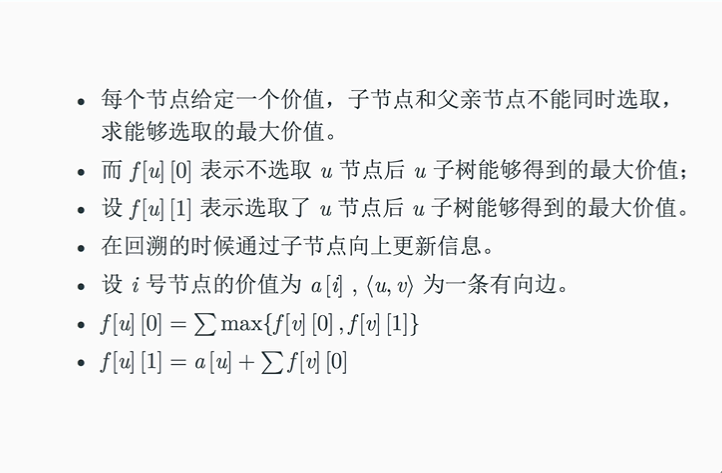 • 每个节点给定一个价值，子节点和父亲节点不能同时选取，
求能够选取的最大价值。
• 而 f[u][0] 表示不选取 u 节点后 u 子树能够得到的最大价值；
• 设 f[u][1] 表示选取了 u 节点后 u 子树能够得到的最大价值。
• 在回溯的时候通过子节点向上更新信息。
• 设 i 号节点的价值为 a[i] , ⟨u, v⟩ 为一条有向边。
• f[u][0] = ∑ max{f[v][0], f[v][1]}
• f[u][1] = a[u] + ∑ f[v][0]